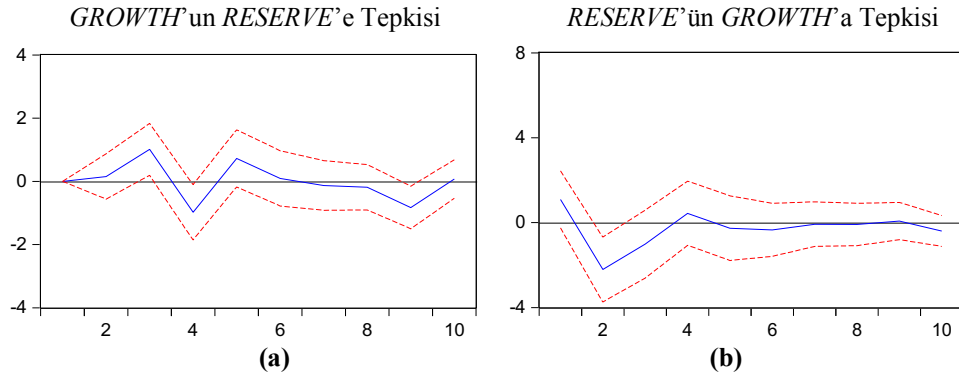 GROWTH'un RESERVE'e Tepkisi
4
2
0
-2
-4
2 4 6 8 10
(a)
RESERVE'ün GROWTH'a Tepkisi
8
4
0
-4
2 4 6 8 10
(b)